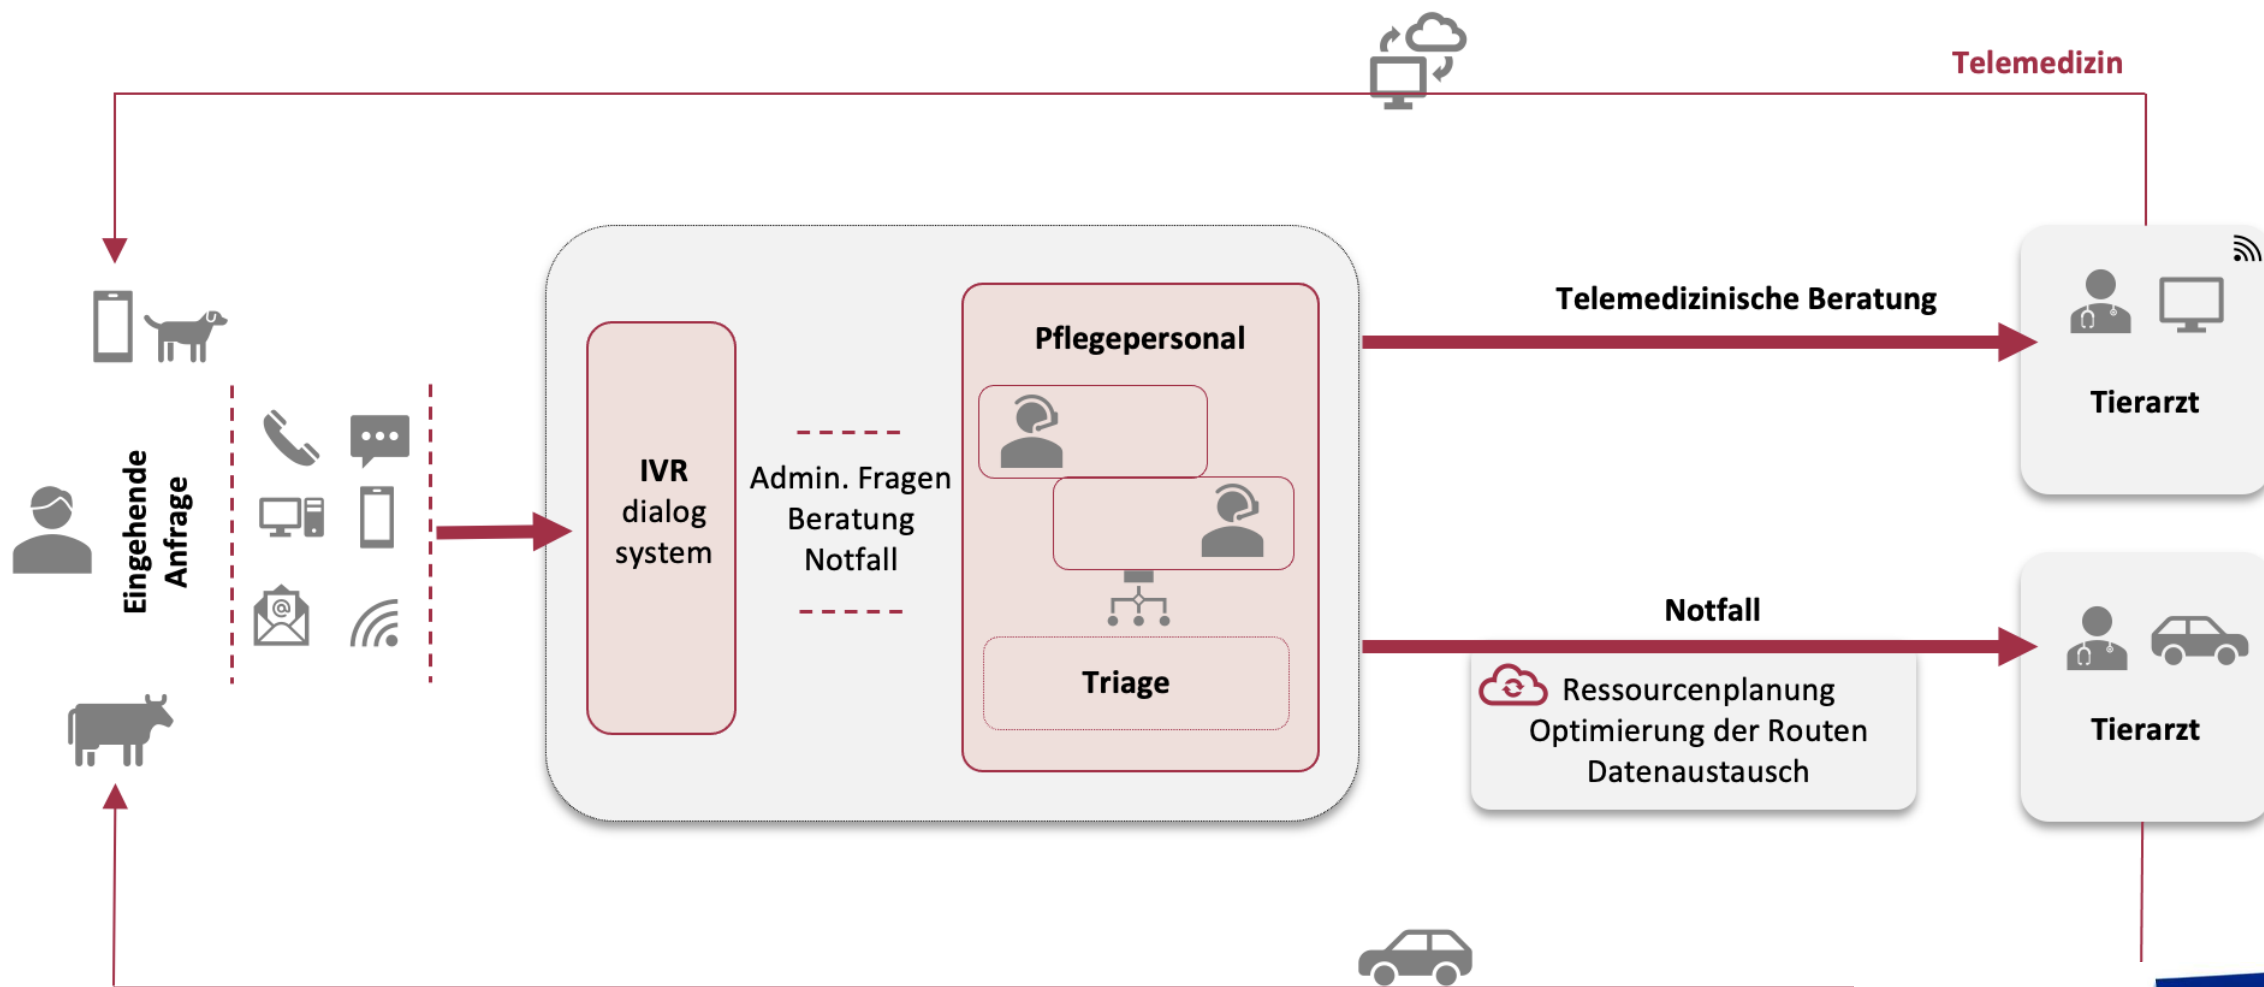 Telemedizin
Eingehende
Anfrage
IVR
dialog
system
Admin. Fragen
Beratung
Notfall
Pflegepersonal
Triage
Telemedizinische Beratung
Tierarzt
Notfall
Ressourcenplanung
Optimierung der Routen
Datenaustausch
Tierarzt